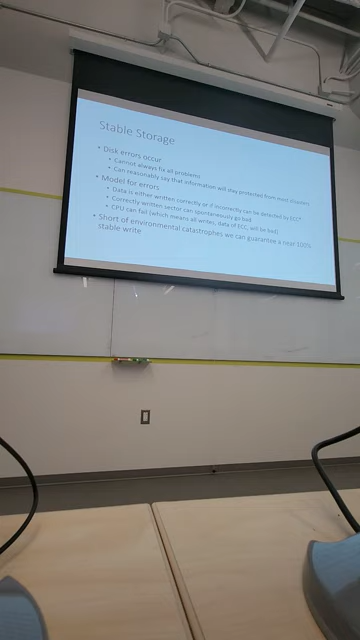 Stable Storage
• Disk errors occur
• Cannot always fix all problems
• Can reasonably say that information will stay protected from most disasters
• Model for errors
• Data is either written correctly or if incorrectly can be detected by ECC
• Correctly written sector can spontaneously go bad
• CPU can fail (which means all writes, data of ECC, will be bad)
• Short of environmental catastrophes we can guarantee a near 100%
stable write